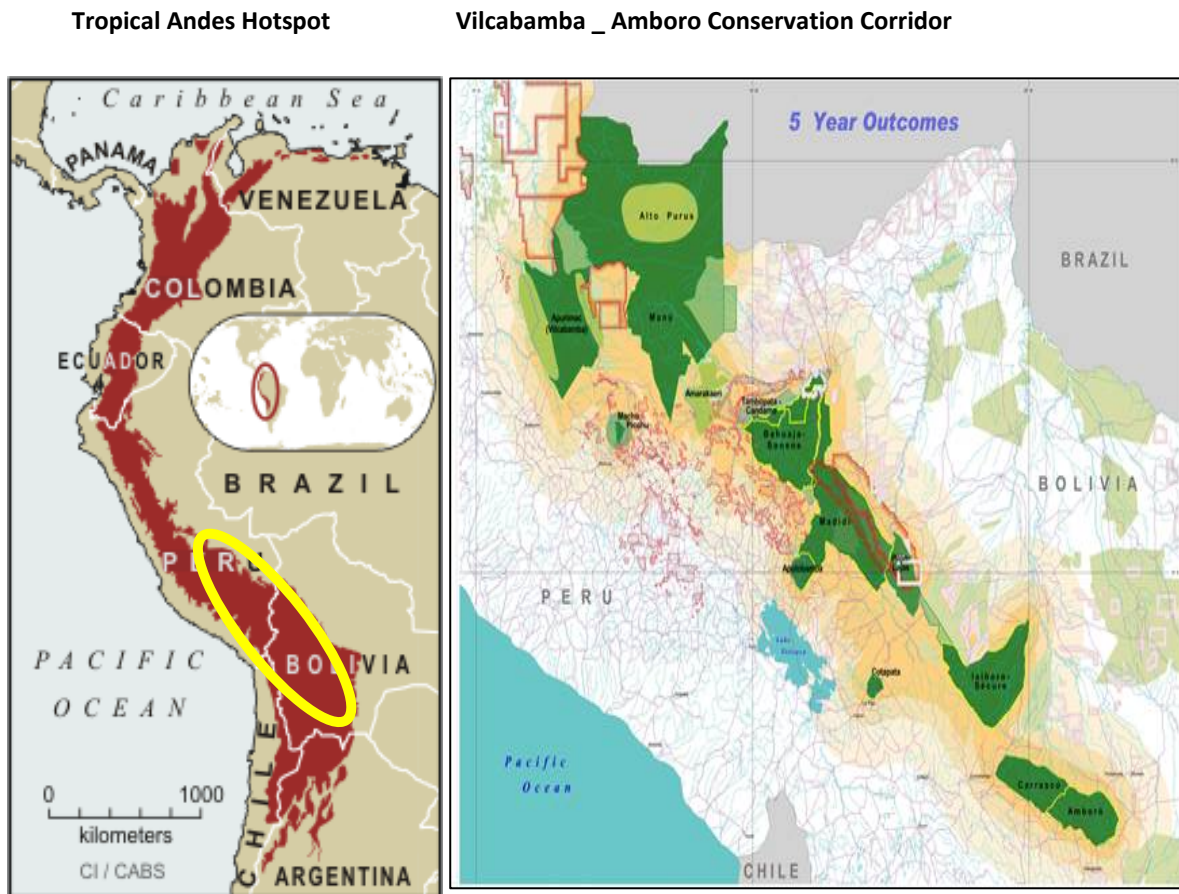 Tropical Andes Hotspot
Vilcabamba _ Amboro Conservation Corridor
Caribbean Sea
PANAMA
VENEZUELA
COLOMBIA
ECUADOR
BRAZIL
PERU
PACIFIC
OCEAN
BOLIVIA
CHILE
0 1000
kilometers
CI / CABS
ARGENTINA
5 Year Outcomes
Alto Purus
BRAZIL
Apurimac
(Vilcabamba)
Manu
Amarakaeri
Tambopata -
Candamo
Machu
Picchu
Bahuaja-
Sonene
BOLIVIA
Madidi
Apolobamba
PERU
Lake
Cotapata
Isiboro-
Secure
Pacific
Ocean
Carrasco
Amboró
CHILE